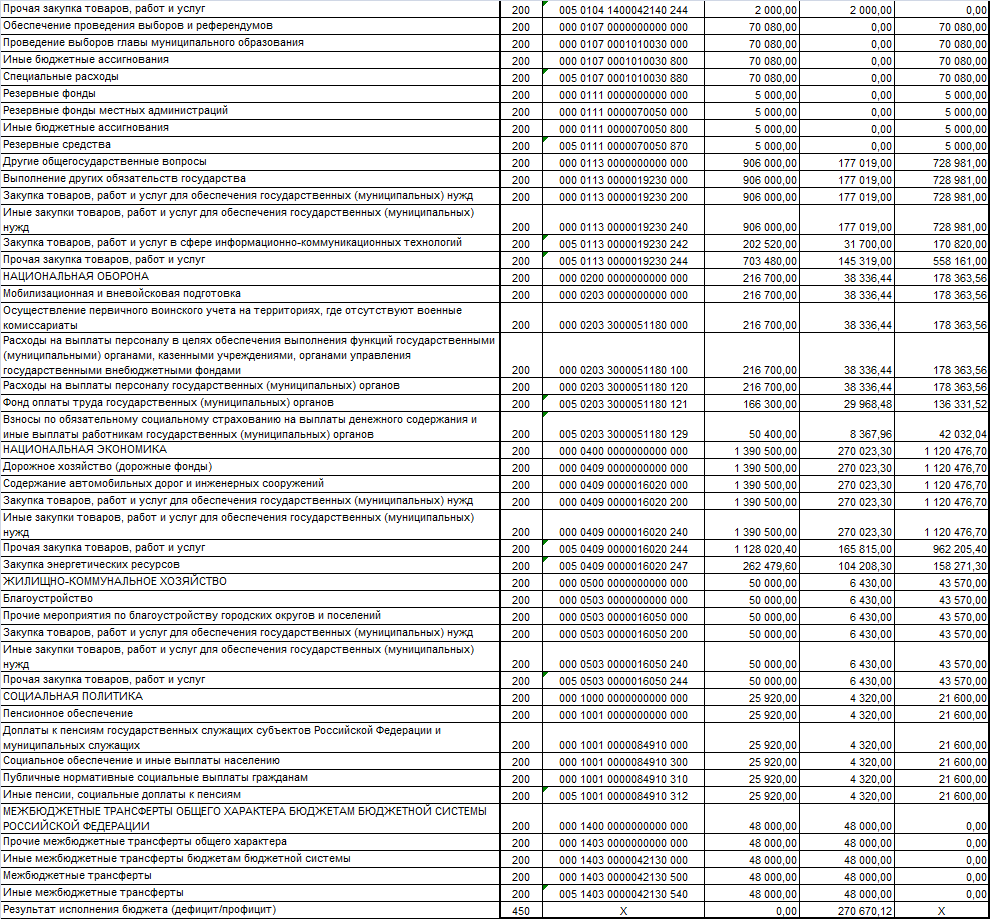 Прочая закупка товаров, работ и услуг 200 005 0104 1400042140 244 2 000,00 2 000,00 0,00
Обеспечение проведения выборов и референдумов 200 000 0107 0000000000 000 70 080,00 0,00 70 080,00
Проведение выборов главы муниципального образования 200 000 0107 0001010030 000 70 080,00 0,00 70 080,00
Иные бюджетные ассигнования 200 000 0107 0001010030 800 70 080,00 0,00 70 080,00
Специальные расходы 200 005 0107 0001010030 880 70 080,00 0,00 70 080,00
Резервные фонды 200 000 0111 0000000000 000 5 000,00 0,00 5 000,00
Резервные фонды местных администраций 200 000 0111 0000070050 000 5 000,00 0,00 5 000,00
Иные бюджетные ассигнования 200 000 0111 0000070050 800 5 000,00 0,00 5 000,00
Резервные средства 200 005 0111 0000070050 870 5 000,00 0,00 5 000,00
Другие общегосударственные вопросы 200 000 0113 0000000000 000 906 000,00 177 019,00 728 981,00
Выполнение других обязательств государства 200 000 0113 0000019230 000 906 000,00 177 019,00 728 981,00
Закупка товаров, работ и услуг для обеспечения государственных (муниципальных) нужд 200 000 0113 0000019230 200 906 000,00 177 019,00 728 981,00
Иные закупки товаров, работ и услуг для обеспечения государственных (муниципальных)
нужд 200 000 0113 0000019230 240 906 000,00 177 019,00 728 981,00
Закупка товаров, работ и услуг в сфере информационно-коммуникационных технологий 200 005 0113 0000019230 242 202 520,00 31 700,00 170 820,00
Прочая закупка товаров, работ и услуг 200 005 0113 0000019230 244 703 480,00 145 319,00 558 161,00
НАЦИОНАЛЬНАЯ ОБОРОНА 200 000 0200 0000000000 000 216 700,00 38 336,44 178 363,56
Мобилизационная и вневойсковая подготовка 200 000 0203 0000000000 000 216 700,00 38 336,44 178 363,56
Осуществление первичного воинского учета на территориях, где отсутствуют военные
комиссариаты 200 000 0203 3000051180 000 216 700,00 38 336,44 178 363,56
Расходы на выплаты персоналу в целях обеспечения выполнения функций государственными
(муниципальными) органами, казенными учреждениями, органами управления
государственными внебюджетными фондами 200 000 0203 3000051180 100 216 700,00 38 336,44 178 363,56
Расходы на выплаты персоналу государственных (муниципальных) органов 200 000 0203 3000051180 120 216 700,00 38 336,44 178 363,56
Фонд оплаты труда государственных (муниципальных) органов 200 005 0203 3000051180 121 166 300,00 29 968,48 136 331,52
Взносы по обязательному социальному страхованию на выплаты денежного содержания и
иные выплаты работникам государственных (муниципальных) органов 200 005 0203 3000051180 129 50 400,00 8 367,96 42 032,04
НАЦИОНАЛЬНАЯ ЭКОНОМИКА 200 000 0400 0000000000 000 1 390 500,00 270 023,30 1 120 476,70
Дорожное хозяйство (дорожные фонды) 200 000 0409 0000000000 000 1 390 500,00 270 023,30 1 120 476,70
Содержание автомобильных дорог и инженерных сооружений 200 000 0409 0000016020 000 1 390 500,00 270 023,30 1 120 476,70
Закупка товаров, работ и услуг для обеспечения государственных (муниципальных) нужд 200 000 0409 0000016020 200 1 390 500,00 270 023,30 1 120 476,70
Иные закупки товаров, работ и услуг для обеспечения государственных (муниципальных)
нужд 200 000 0409 0000016020 240 1 390 500,00 270 023,30 1 120 476,70
Прочая закупка товаров, работ и услуг 200 005 0409 0000016020 244 1 128 020,40 165 815,00 962 205,40
Закупка энергетических ресурсов 200 005 0409 0000016020 247 262 479,60 104 208,30 158 271,30
ЖИЛИЩНО-КОММУНАЛЬНОЕ ХОЗЯЙСТВО 200 000 0500 0000000000 000 50 000,00 6 430,00 43 570,00
Благоустройство 200 000 0503 0000000000 000 50 000,00 6 430,00 43 570,00
Прочие мероприятия по благоустройству городских округов и поселений 200 000 0503 0000016050 000 50 000,00 6 430,00 43 570,00
Закупка товаров, работ и услуг для обеспечения государственных (муниципальных) нужд 200 000 0503 0000016050 200 50 000,00 6 430,00 43 570,00
Иные закупки товаров, работ и услуг для обеспечения государственных (муниципальных)
нужд 200 000 0503 0000016050 240 50 000,00 6 430,00 43 570,00
Прочая закупка товаров, работ и услуг 200 005 0503 0000016050 244 50 000,00 6 430,00 43 570,00
СОЦИАЛЬНАЯ ПОЛИТИКА 200 000 1000 0000000000 000 25 920,00 4 320,00 21 600,00
Пенсионное обеспечение 200 000 1001 0000000000 000 25 920,00 4 320,00 21 600,00
Доплаты к пенсиям государственных служащих субъектов Российской Федерации и
муниципальных служащих 200 000 1001 0000084910 000 25 920,00 4 320,00 21 600,00
Социальное обеспечение и иные выплаты населению 200 000 1001 0000084910 300 25 920,00 4 320,00 21 600,00
Публичные нормативные социальные выплаты гражданам 200 000 1001 0000084910 310 25 920,00 4 320,00 21 600,00
Иные пенсии, социальные доплаты к пенсиям 200 005 1001 0000084910 312 25 920,00 4 320,00 21 600,00
МЕЖБЮДЖЕТНЫЕ ТРАНСФЕРТЫ ОБЩЕГО ХАРАКТЕРА БЮДЖЕТАМ БЮДЖЕТНОЙ СИСТЕМЫ
РОССИЙСКОЙ ФЕДЕРАЦИИ 200 000 1400 0000000000 000 48 000,00 48 000,00 0,00
Прочие межбюджетные трансферты общего характера 200 000 1403 0000000000 000 48 000,00 48 000,00 0,00
Иные межбюджетные трансферты бюджетам бюджетной системы 200 000 1403 0000042130 000 48 000,00 48 000,00 0,00
Межбюджетные трансферты 200 000 1403 0000042130 500 48 000,00 48 000,00 0,00
Иные межбюджетные трансферты 200 005 1403 0000042130 540 48 000,00 48 000,00 0,00
Результат исполнения бюджета (дефицит/профицит) 450 X 0,00 270 670,12 X